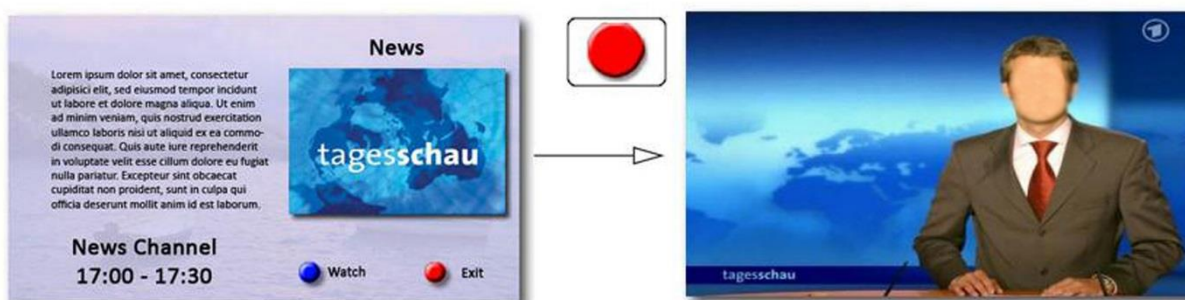 News
Lorem ipsum dolor sit amet, consectetur
adipisici elit, sed eiusmod tempor incidunt
ut labore et dolore magna aliqua. Ut enim
ad minim veniam, quis nostrud exercitation
ullamco laboris nisi ut aliquid ex ea commo-
di consequat. Quis aute iure reprehenderit
in voluptate velit esse cillum dolore eu fugiat
nulla pariatur. Excepteur sint obcaecat
cupiditat non proident, sunt in culpa qui
officia deserunt mollit anim id est laborum.
tagesschau
News Channel
17:00 - 17:30
Watch
Exit
1
tagesschau